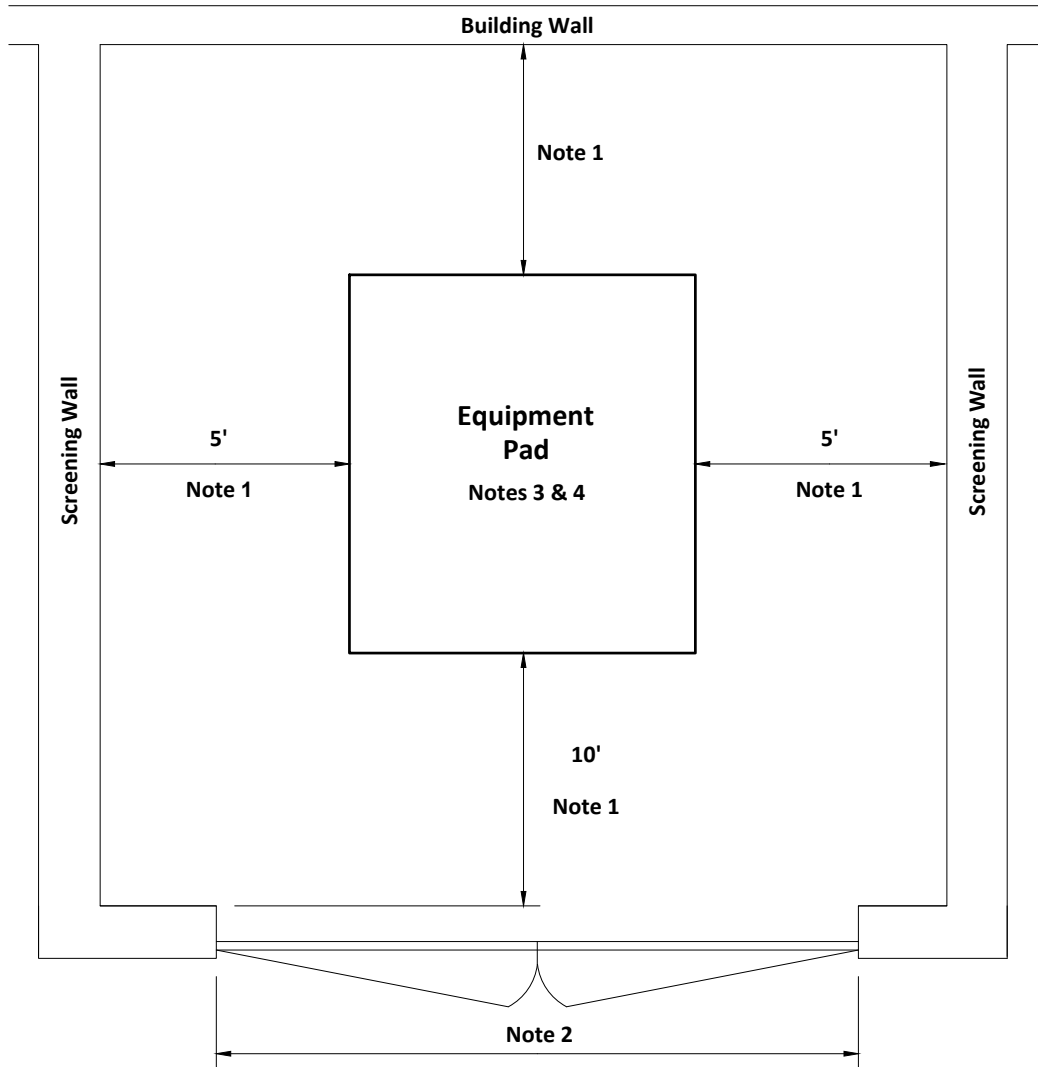 Building Wall
Note 1
Screening Wall
5'
Note 1
Equipment
Pad
Notes 3 & 4
5'
Note 1
Screening Wall
10'
Note 1
Note 2